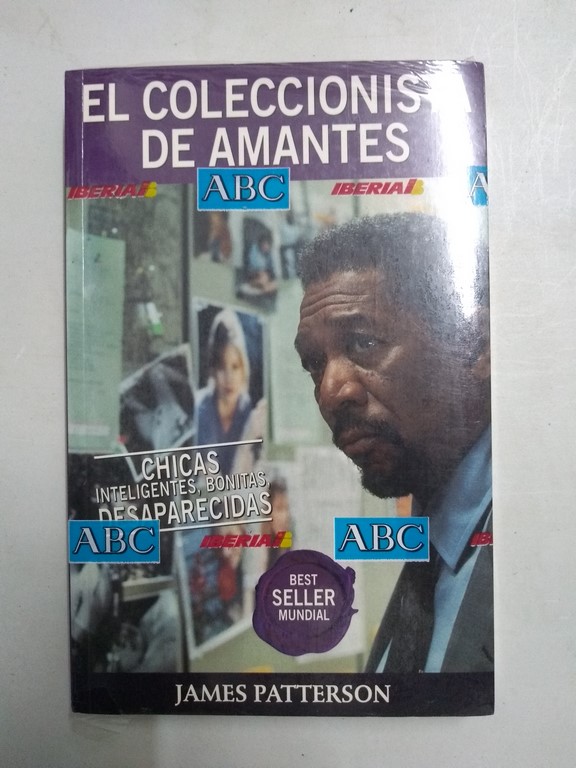 EL COLECCIONISTA
DE AMANTES
IBERIA ABC IBERIA
CHICAS
INTELIGENTES, BONITAS,
DESAPARECIDAS
ABC IBERIA ABC
BEST
SELLER
MUNDIAL
JAMES PATTERSON